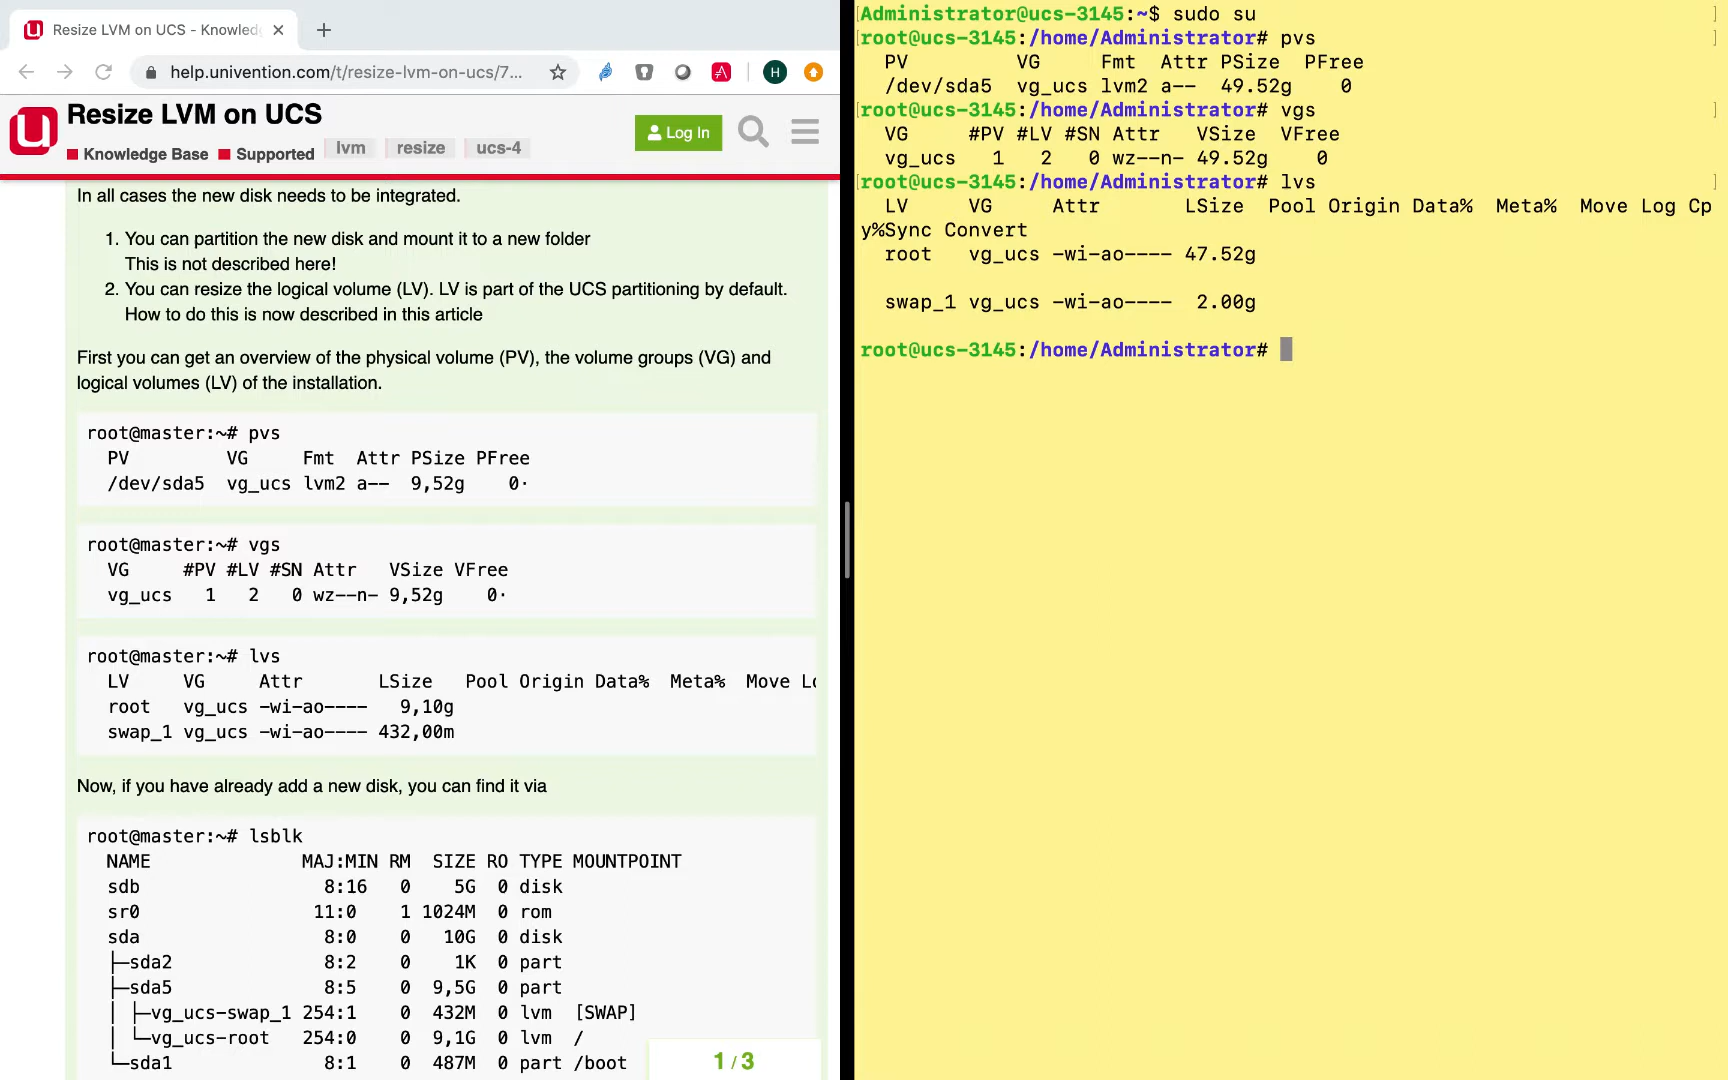 Resize LVM on UCS - Knowled
help.univention.com/t/resize-lvm-on-ucs/7...
H
Resize LVM on UCS
Knowledge Base Supported lvm resize ucs-4
Log In
In all cases the new disk needs to be integrated.
1. You can partition the new disk and mount it to a new folder
This is not described here!
2. You can resize the logical volume (LV). LV is part of the UCS partitioning by default.
How to do this is now described in this article
First you can get an overview of the physical volume (PV), the volume groups (VG) and
logical volumes (LV) of the installation.
root@master:~# pvs
PV VG Fmt Attr PSize PFree
/dev/sda5 vg_ucs lvm2 a-- 9,52g 0·
root@master:~# vgs
VG #PV #LV #SN Attr VSize VFree
vg_ucs 1 2 0 wz--n- 9,52g 0·
root@master:~# lvs
LV VG Attr LSize Pool Origin Data% Meta% Move
root vg_ucs -wi-ao---- 9,10g
swap_1 vg_ucs -wi-ao---- 432,00m
Now, if you have already add a new disk, you can find it via
root@master:~# lsblk
NAME MAJ:MIN RM SIZE RO TYPE MOUNTPOINT
sdb 8:16 0 5G 0 disk
sr0 11:0 1 1024M 0 rom
sda 8:0 0 10G 0 disk
├─sda2 8:2 0 1K 0 part
├─sda5 8:5 0 9,5G 0 part
│ ├─vg_ucs-swap_1 254:1 0 432M 0 lvm [SWAP]
│ └─vg_ucs-root 254:0 0 9,1G 0 lvm /
└─sda1 8:1 0 487M 0 part /boot
1 / 3
[Administrator@ucs-3145:~$ sudo su ]
[root@ucs-3145:/home/Administrator# pvs ]
PV VG Fmt Attr PSize PFree
/dev/sda5 vg_ucs lvm2 a-- 49.52g 0
[root@ucs-3145:/home/Administrator# vgs ]
VG #PV #LV #SN Attr VSize VFree
vg_ucs 1 2 0 wz--n- 49.52g 0
[root@ucs-3145:/home/Administrator# lvs ]
LV VG Attr LSize Pool Origin Data% Meta% Move Log Cp
y%Sync Convert
root vg_ucs -wi-ao---- 47.52g
swap_1 vg_ucs -wi-ao---- 2.00g
root@ucs-3145:/home/Administrator#